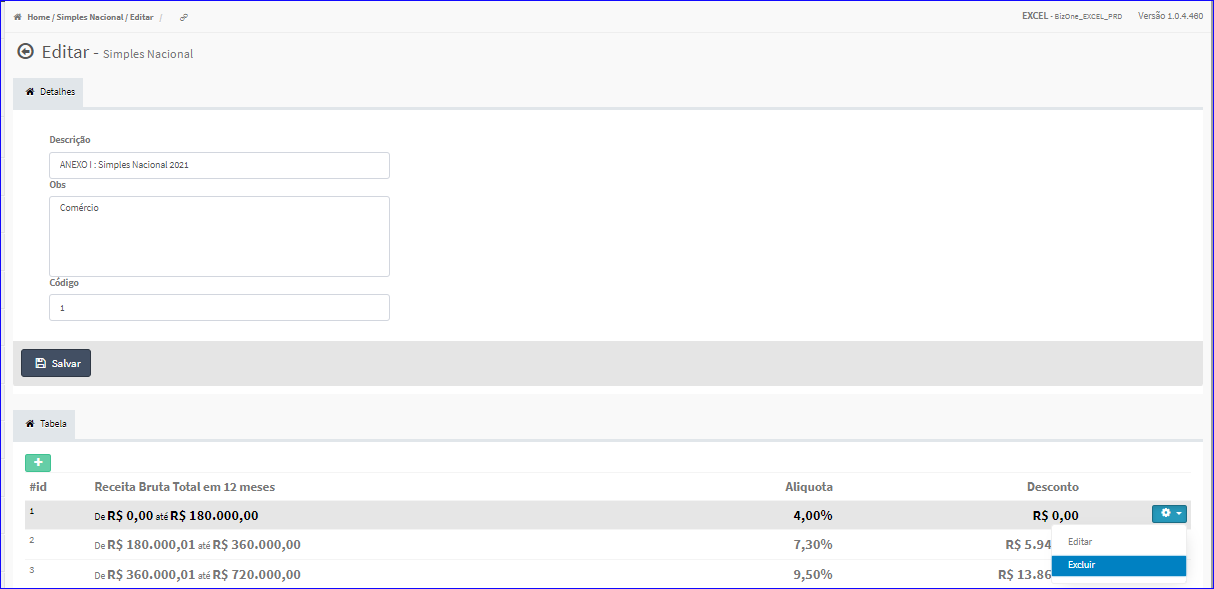 Home / Simples Nacional / Editar /
EXCEL - BizOne_EXCEL_PRD Versão 1.0.4.460
Editar - Simples Nacional
Detalhes
Descrição
ANEXO I : Simples Nacional 2021
Obs
Comércio
Código
1
Salvar
Tabela
#id Receita Bruta Total em 12 meses Aliquota Desconto
1 De R$ 0,00 até R$ 180.000,00 4,00% R$ 0,00
2 De R$ 180.000,01 até R$ 360.000,00 7,30% R$ 5.94
Editar
Excluir
3 De R$ 360.000,01 até R$ 720.000,00 9,50% R$ 13.86